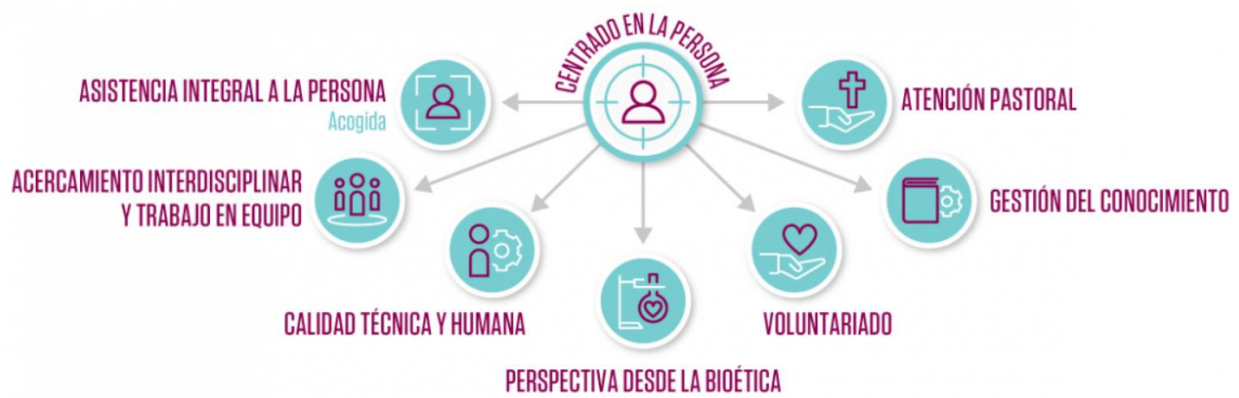 CENTRADO EN LA PERSONA
ASISTENCIA INTEGRAL A LA PERSONA
Acogida
ATENCIÓN PASTORAL
ACERCAMIENTO INTERDISCIPLINAR
Y TRABAJO EN EQUIPO
GESTIÓN DEL CONOCIMIENTO
CALIDAD TÉCNICA Y HUMANA
VOLUNTARIADO
PERSPECTIVA DESDE LA BIOÉTICA